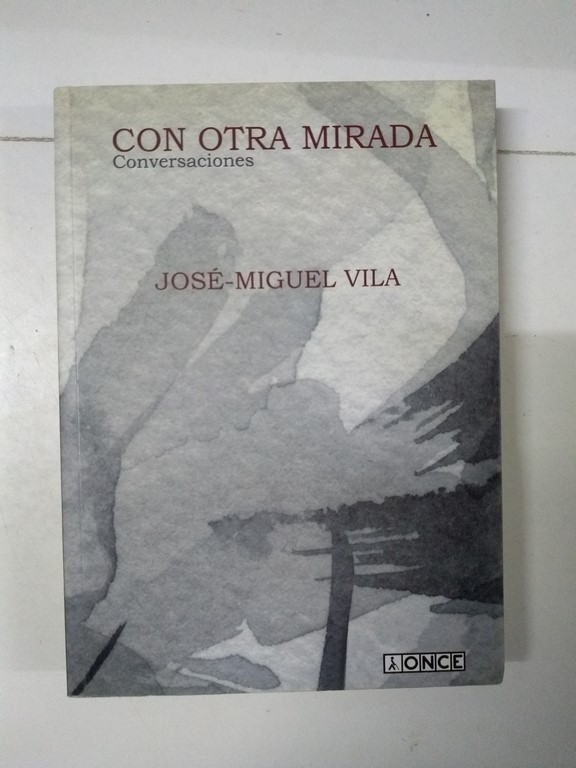 CON OTRA MIRADA
Conversaciones
JOSÉ-MIGUEL VILA
ONCE